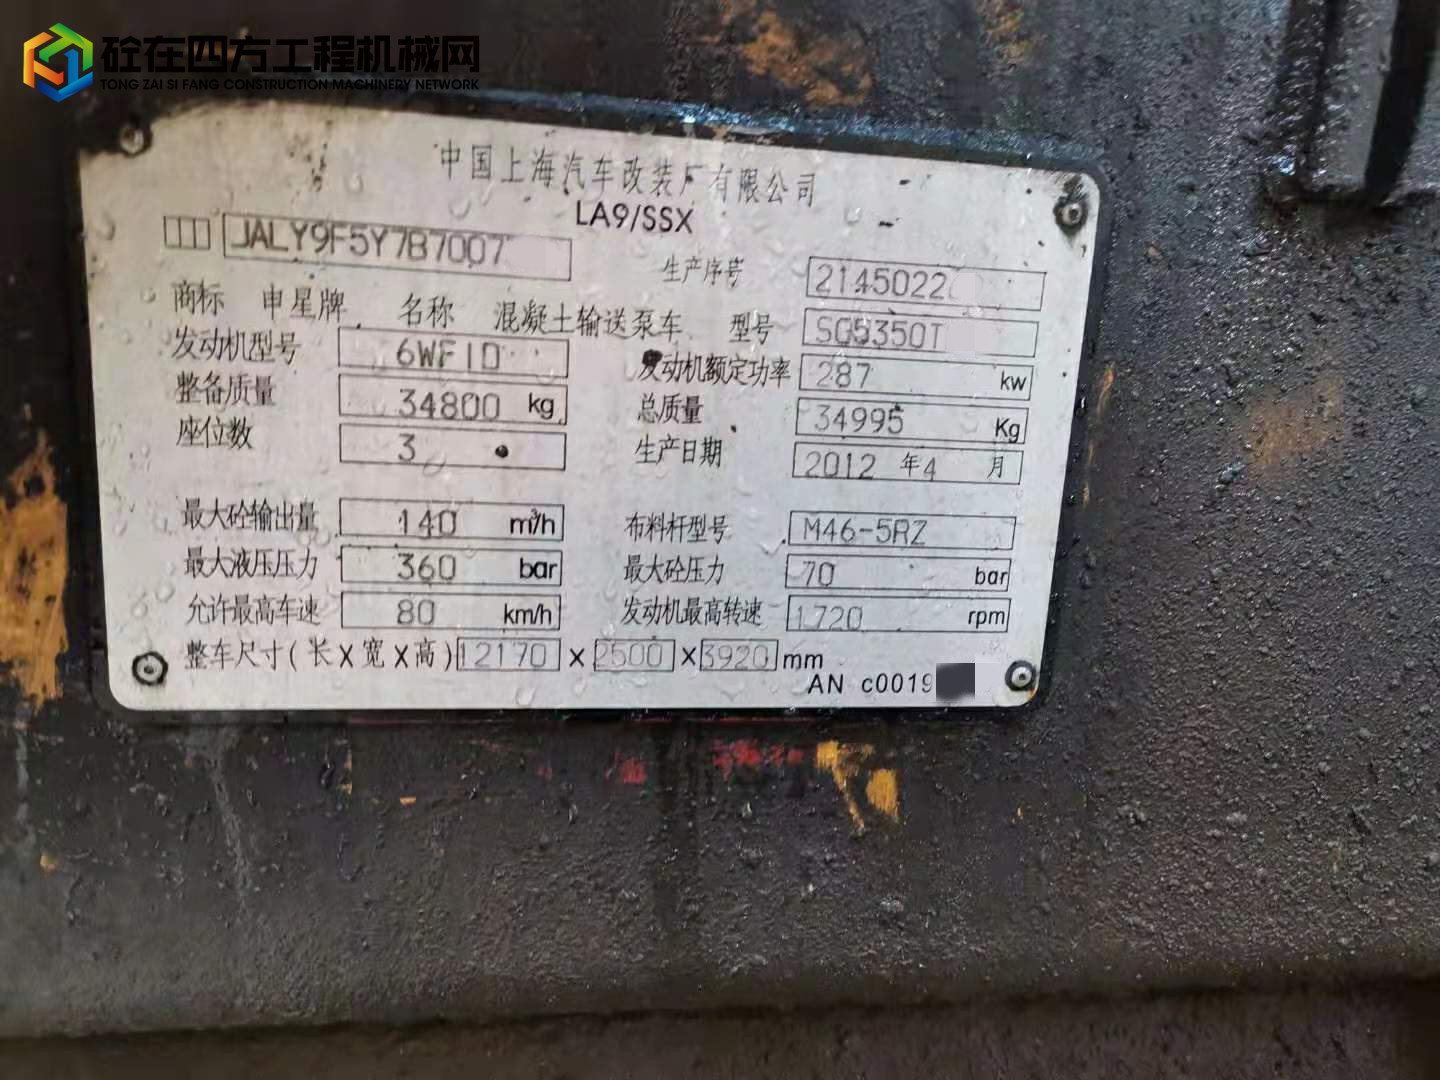 砼在四方工程机械网
TONG ZAI SI FANG CONSTRUCTION MACHINERY NETWORK
中国上海汽车改装厂有限公司
LA9/SSX
JALY9F5Y7B7007
生产序号 2145022
商标 申星牌 名称 混凝土输送泵车 型号 SG5350T
发动机型号 6WF1D 发动机额定功率 287 kw
整备质量 34800 kg 总质量 34995 Kg
座位数 3 生产日期 2012 年 4 月
最大砼输出量 140 m³/h 布料杆型号 M46-5RZ
最大液压压力 360 bar 最大砼压力 70 bar
允许最高车速 80 km/h 发动机最高转速 1720 rpm
整车尺寸(长X宽X高) 12170 X 2500 X 3920 mm
AN c0019